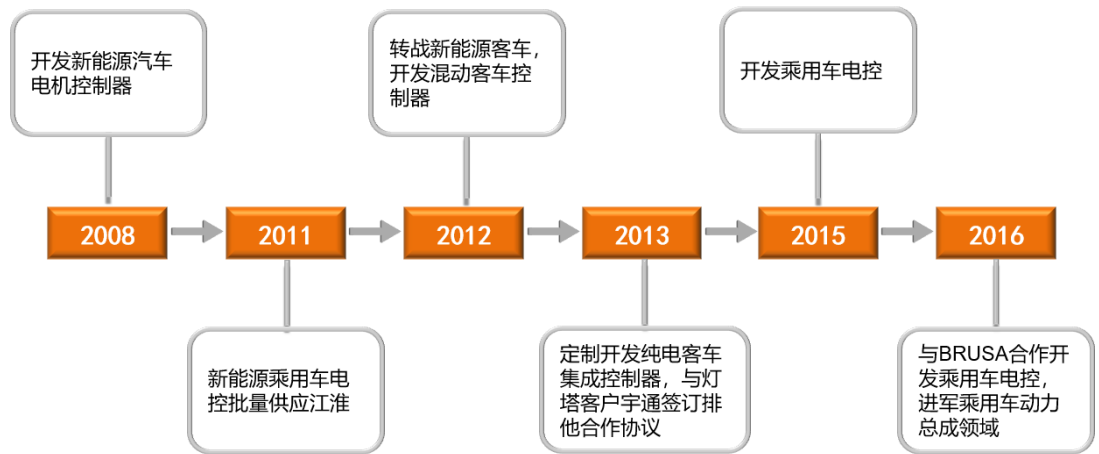 开发新能源汽车
电机控制器
转战新能源客车，
开发混动客车控
制器
开发乘用车电控
2008
2011
2012
2013
2015
2016
新能源乘用车电
控批量供应江淮
定制开发纯电客车
集成控制器，与灯
塔客户宇通签订排
他合作协议
与BRUSA合作开
发乘用车电控，
进军乘用车动力
总成领域